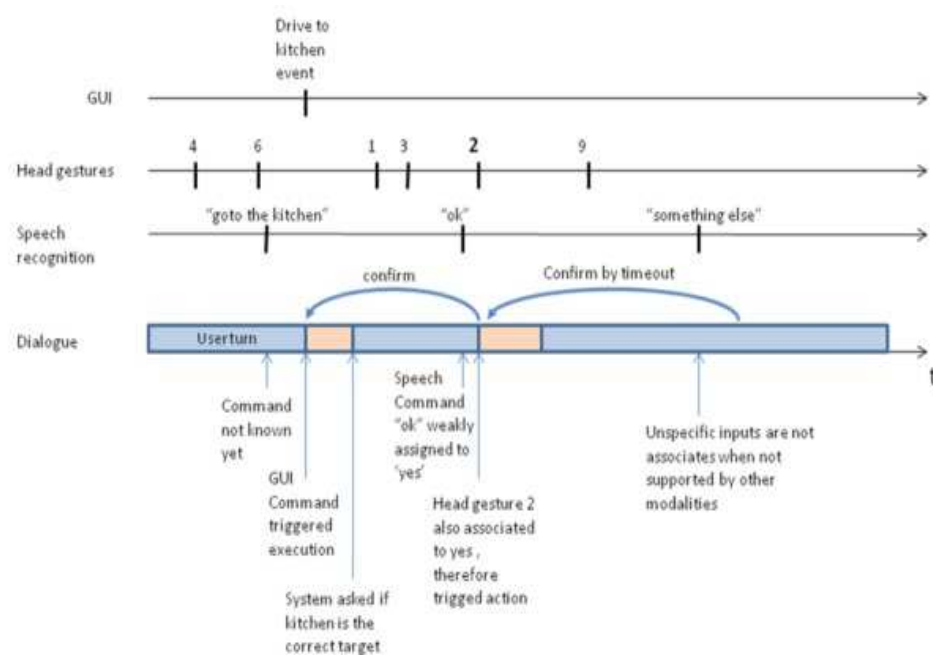 Drive to
kitchen
event
GUI
4
6
1
3
2
9
Head gestures
"goto the kitchen"
"ok"
"something else"
Speech
recognition
confirm
Confirm by timeout
Dialogue
Userturn
t
Command
not known
yet
GUI
Command
triggered
execution
System asked if
kitchen is the
correct target
Speech
Command
"ok" weakly
assigned to
'yes'
Head gesture 2
also associated
to yes ,
therefore
trigged action
Unspecific inputs are not
associates when not
supported by other
modalities